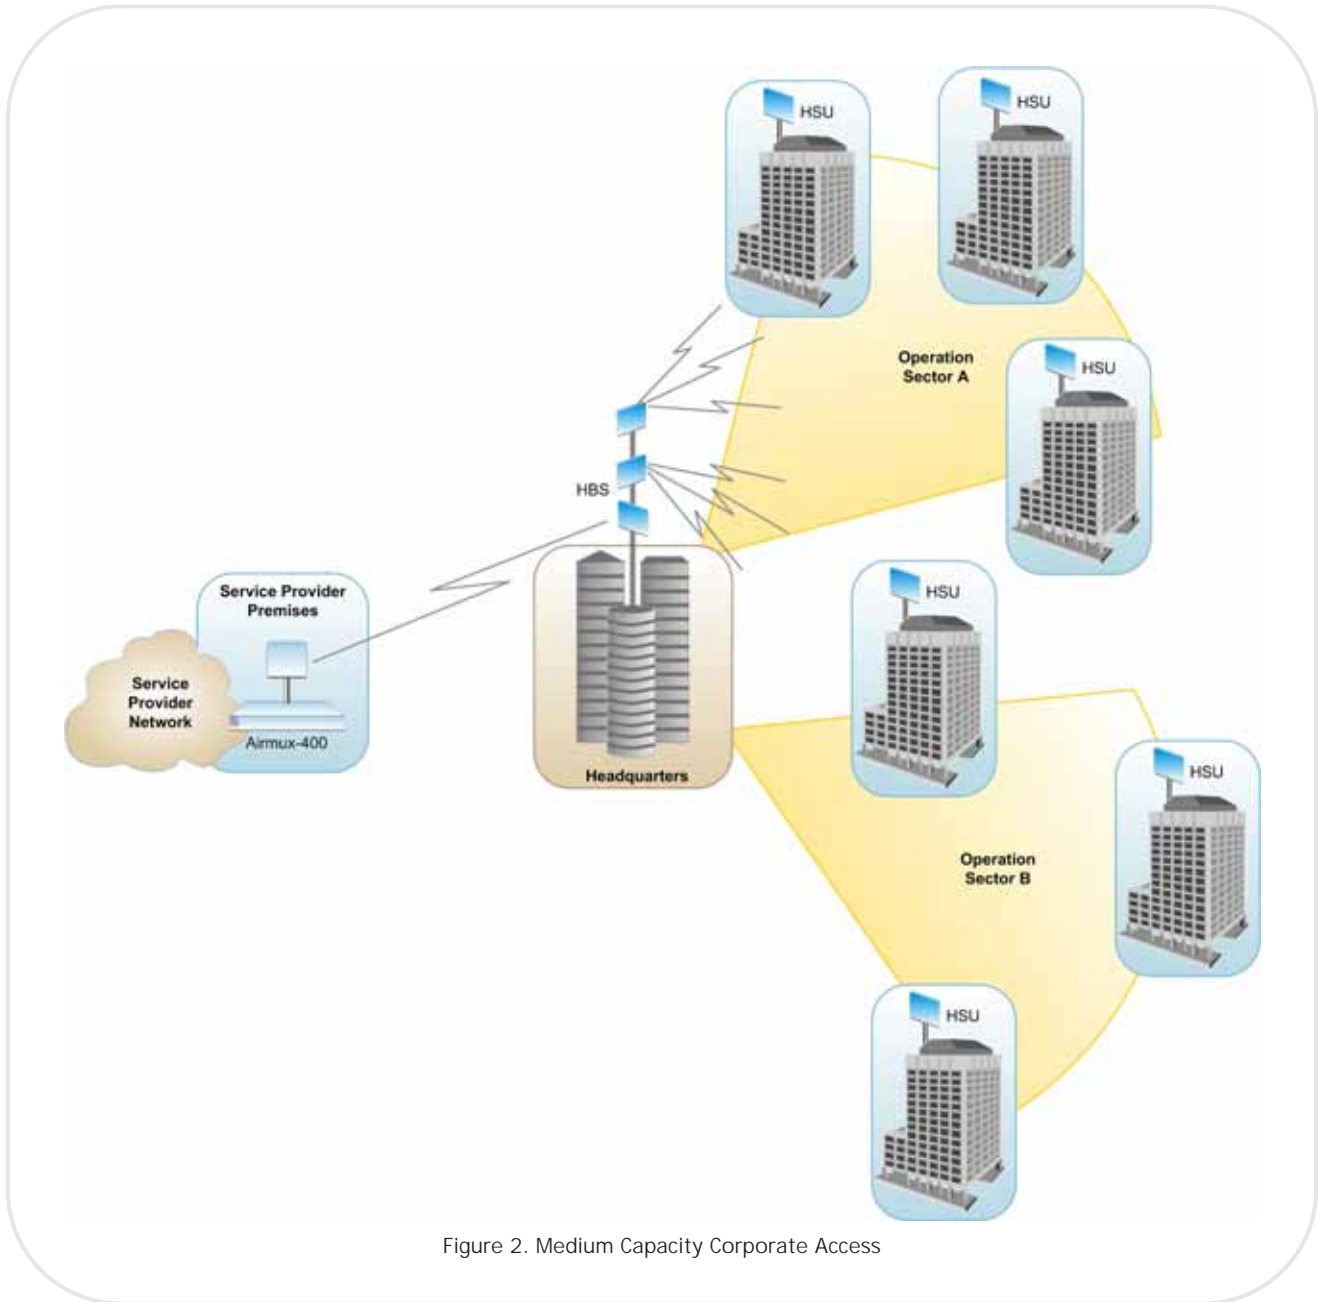 HSU
HSU
Operation
Sector A
HSU
HBS
HSU
Service Provider
Premises
Service
Provider
Network
Airmux-400
Headquarters
HSU
Operation
Sector B
HSU
Figure 2. Medium Capacity Corporate Access